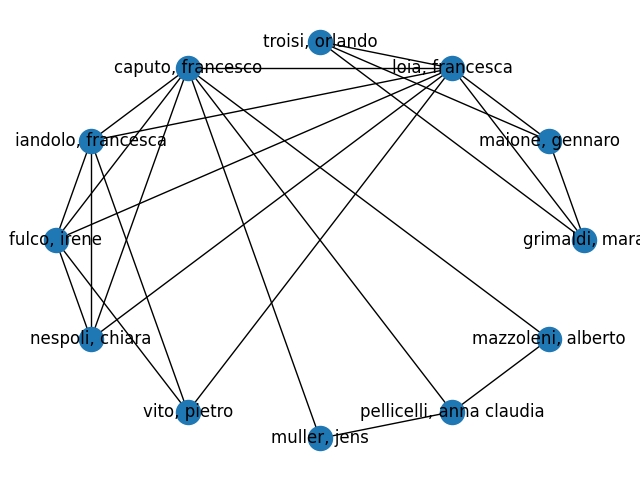 troisi, orlando
caputo, francesco
loia, francesca
iandolo, francesca
maione, gennaro
fulco, irene
grimaldi, mara
nespoli, chiara
mazzoleni, alberto
vito, pietro
pellicelli, anna claudia
muller, jens